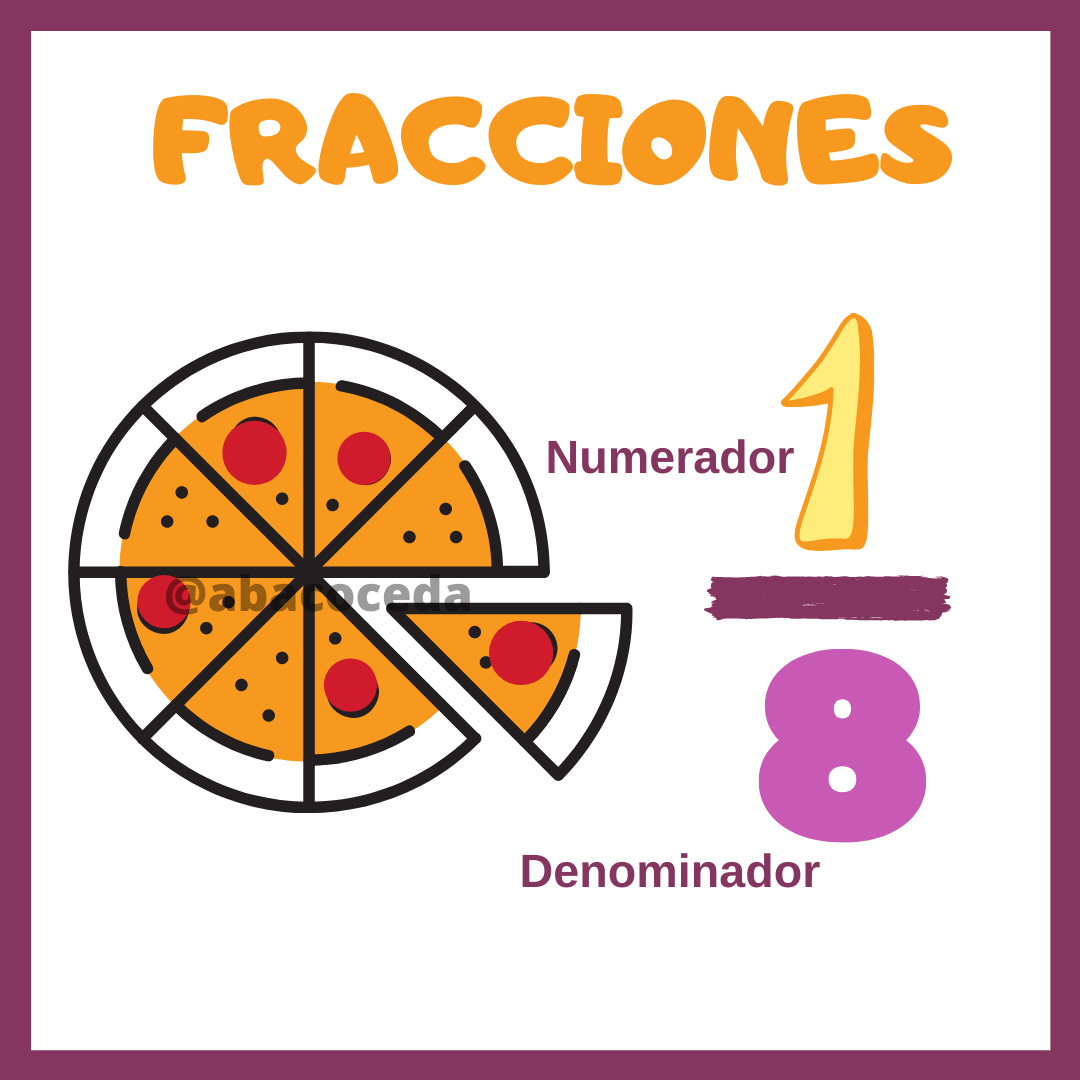 FRACCIONES
Numerador
1
@abacoceda
8
Denominador